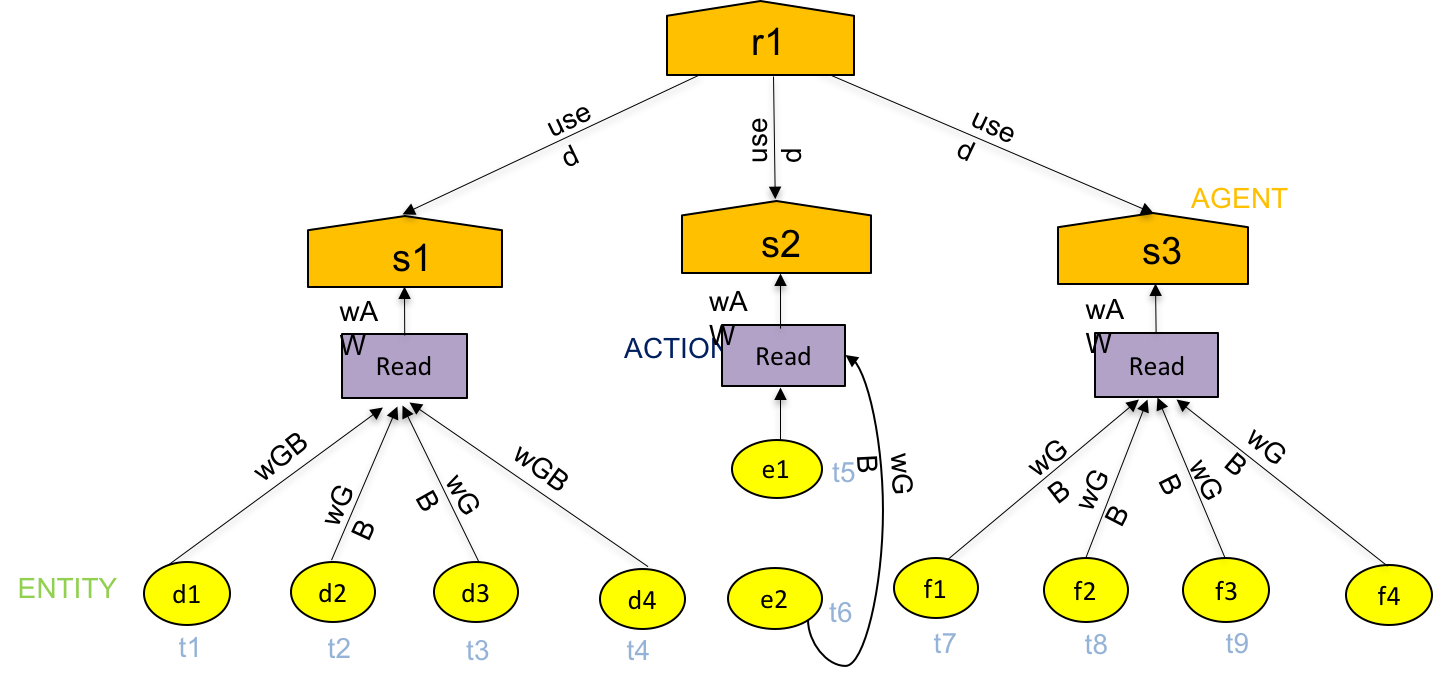 r1
use
d
use
d
use
d
AGENT
s1
s2
s3
wA
W
wA
W
wA
W
ACTION
Read
Read
Read
wGB
wG
B
wG
B
wGB
e1
t5
wG
B
wG
B
wG
B
wG
B
wG
B
ENTITY
d1
d2
d3
d4
e2
t6
f1
f2
f3
f4
t1
t2
t3
t4
t7
t8
t9